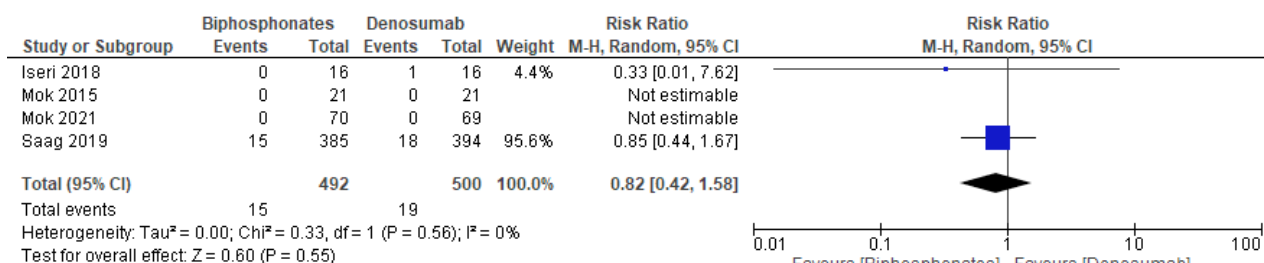 Biphosphonates Denosumab Risk Ratio Risk Ratio
Study or Subgroup Events Total Events Total Weight M-H, Random, 95% CI M-H, Random, 95% CI
Iseri 2018 0 16 1 16 4.4% 0.33 [0.01, 7.62]
Mok 2015 0 21 0 21 Not estimable
Mok 2021 0 70 0 69 Not estimable
Saag 2019 15 385 18 394 95.6% 0.85 [0.44, 1.67]
Total (95% CI) 492 500 100.0% 0.82 [0.42, 1.58]
Total events 15 19
Heterogeneity: Tau² = 0.00; Chi² = 0.33, df = 1 (P = 0.56); I² = 0%
Test for overall effect: Z = 0.60 (P = 0.55)
0.01 0.1 1 10 100
Favours [Biphosphonates] Favours [Denosumab]